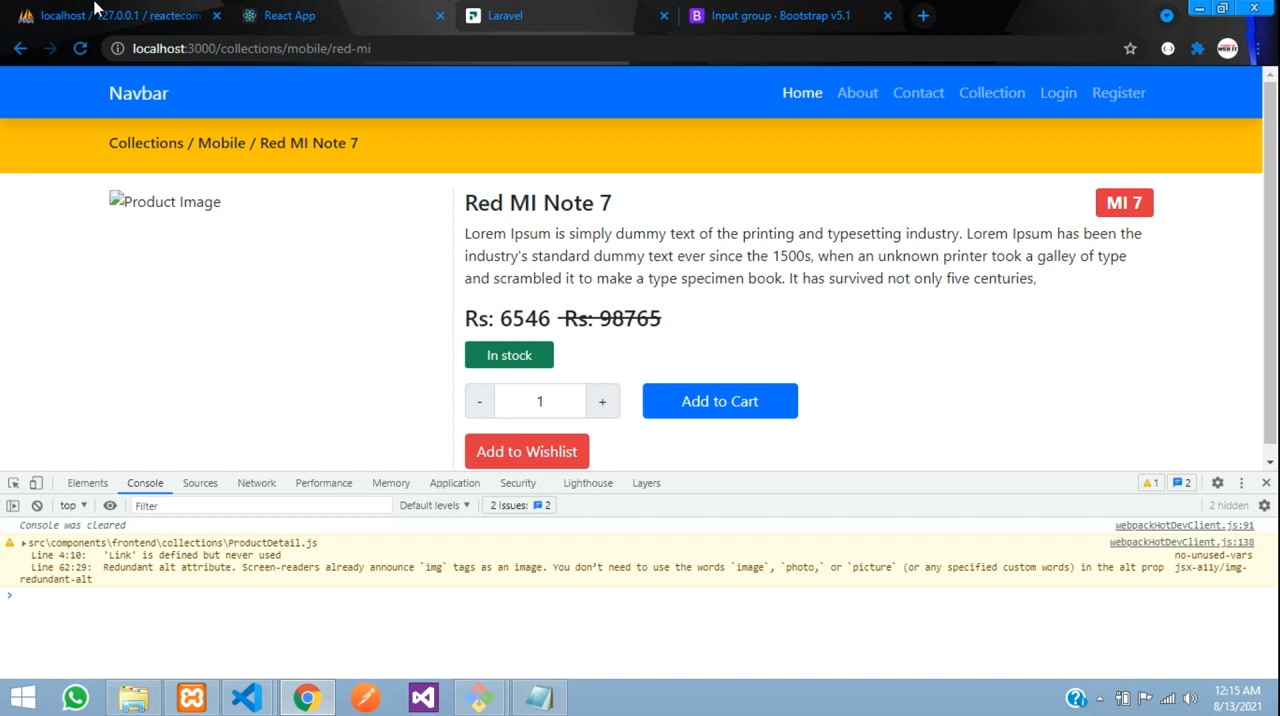 localhost / 127.0.0.1 / reactecom
React App
Laravel
B Input group · Bootstrap v5.1
localhost:3000/collections/mobile/red-mi
Navbar
Home About Contact Collection Login Register
Collections / Mobile / Red MI Note 7
Product Image
Red MI Note 7
MI 7
Lorem Ipsum is simply dummy text of the printing and typesetting industry. Lorem Ipsum has been the
industry's standard dummy text ever since the 1500s, when an unknown printer took a galley of type
and scrambled it to make a type specimen book. It has survived not only five centuries,
Rs: 6546 Rs: 98765
In stock
- 1 + Add to Cart
Add to Wishlist
Elements Console Sources Network Performance Memory Application Security Lighthouse Layers 1 2
top Filter Default levels 2 Issues: 2 2 hidden
Console was cleared webpackHotDevClient.js:91
src\components\frontend\collections\ProductDetail.js webpackHotDevClient.js:138
Line 4:10: 'Link' is defined but never used no-unused-vars
Line 62:29: Redundant alt attribute. Screen-readers already announce `img` tags as an image. You don't need to use the words `image`, `photo,` or `picture` (or any specified custom words) in the alt prop jsx-a11y/img-
redundant-alt
12:15 AM
8/13/2021